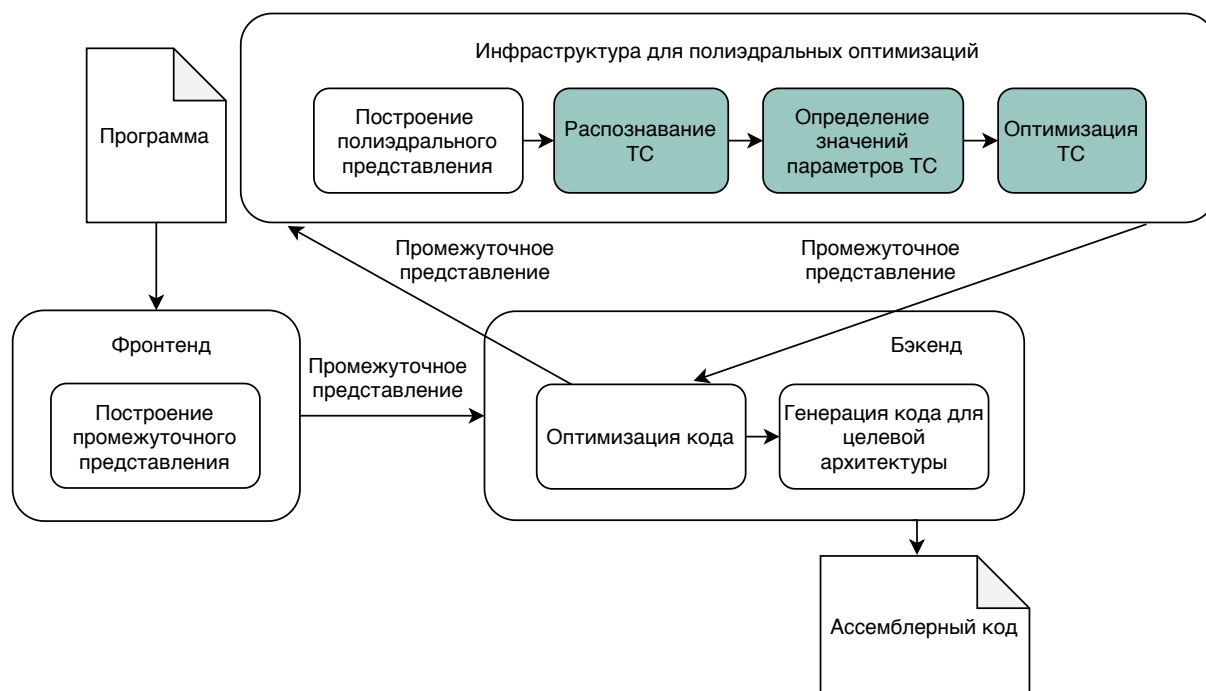 Инфраструктура для полиэдральных оптимизаций
Программа
Построение
полиэдрального
представления
Распознавание
ТС
Определение
значений
параметров ТС
Оптимизация
ТС
Промежуточное
представление
Промежуточное
представление
Фронтенд
Построение
промежуточного
представления
Промежуточное
представление
Бэкенд
Оптимизация кода
Генерация кода для
целевой
архитектуры
Ассемблерный код